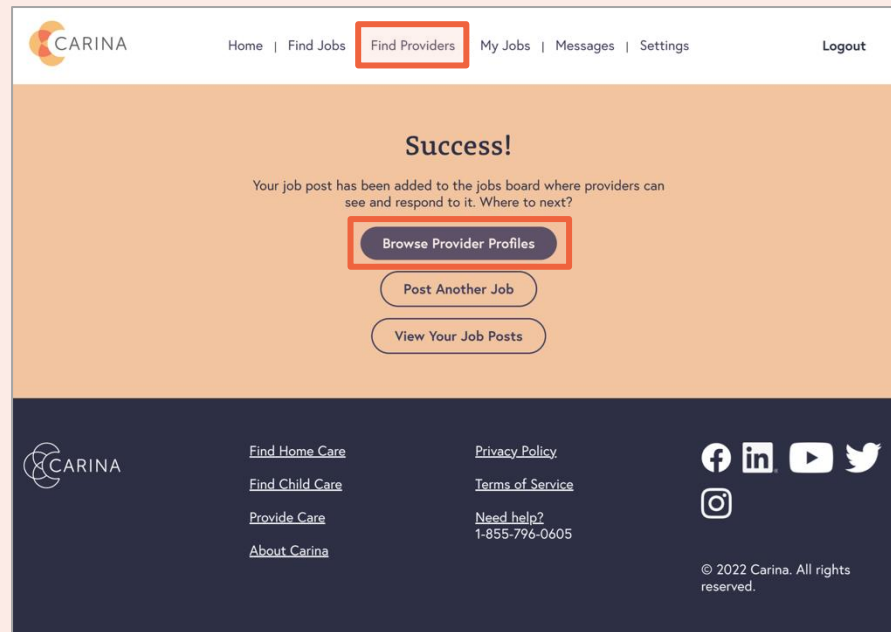 CARINA
Home | Find Jobs Find Providers My Jobs | Messages | Settings Logout
Success!
Your job post has been added to the jobs board where providers can
see and respond to it. Where to next?
Browse Provider Profiles
Post Another Job
View Your Job Posts
CARINA
Find Home Care
Find Child Care
Provide Care
About Carina
Privacy Policy
Terms of Service
Need help?
1-855-796-0605
in
© 2022 Carina. All rights
reserved.